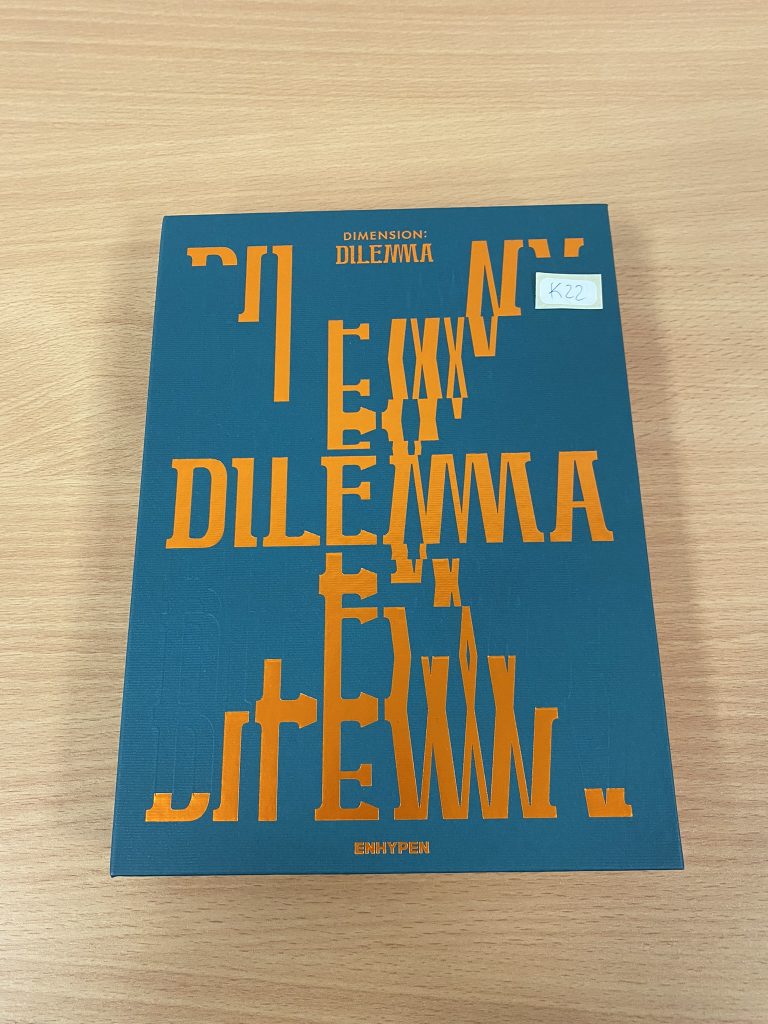 DIMENSION:
DILEMMA
K22
DILEMMA
ENHYPEN